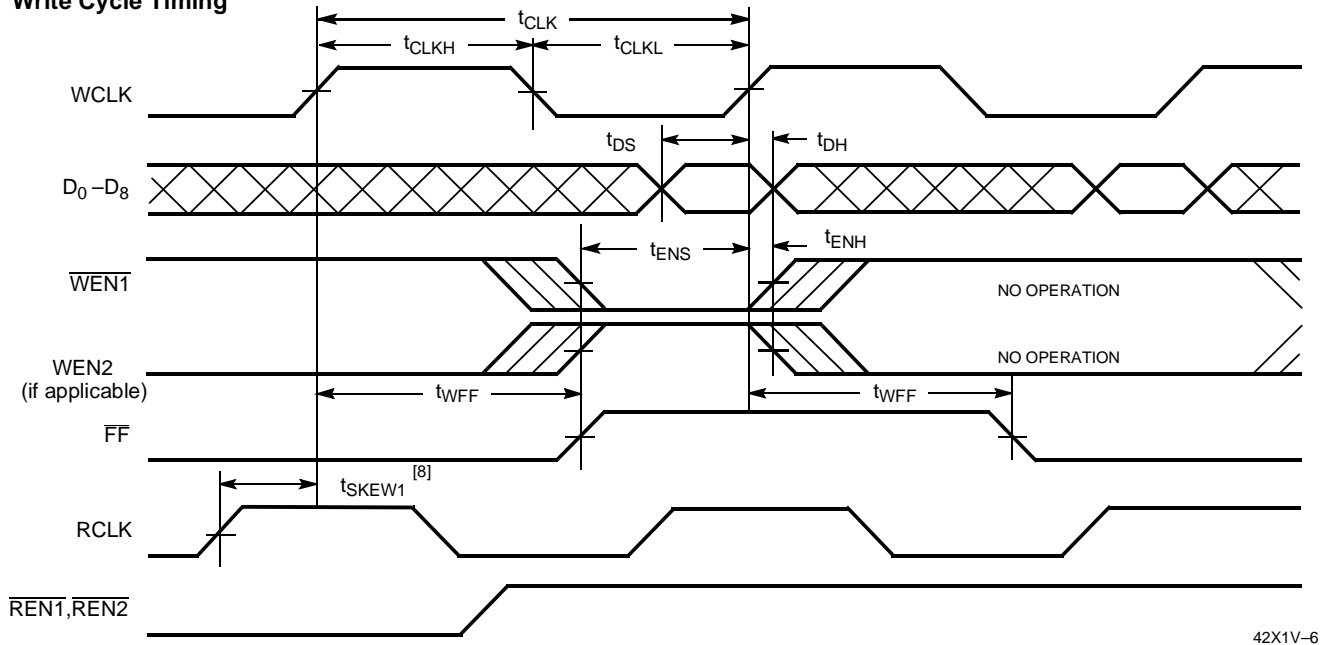 Write Cycle Timing
tCLK
tCLKH
tCLKL
WCLK
tDS
tDH
D0 –D8
tENS
tENH
WEN1
NO OPERATION
WEN2
(if applicable)
NO OPERATION
tWFF
tWFF
FF
tSKEW1 [8]
RCLK
REN1,REN2
42X1V–6